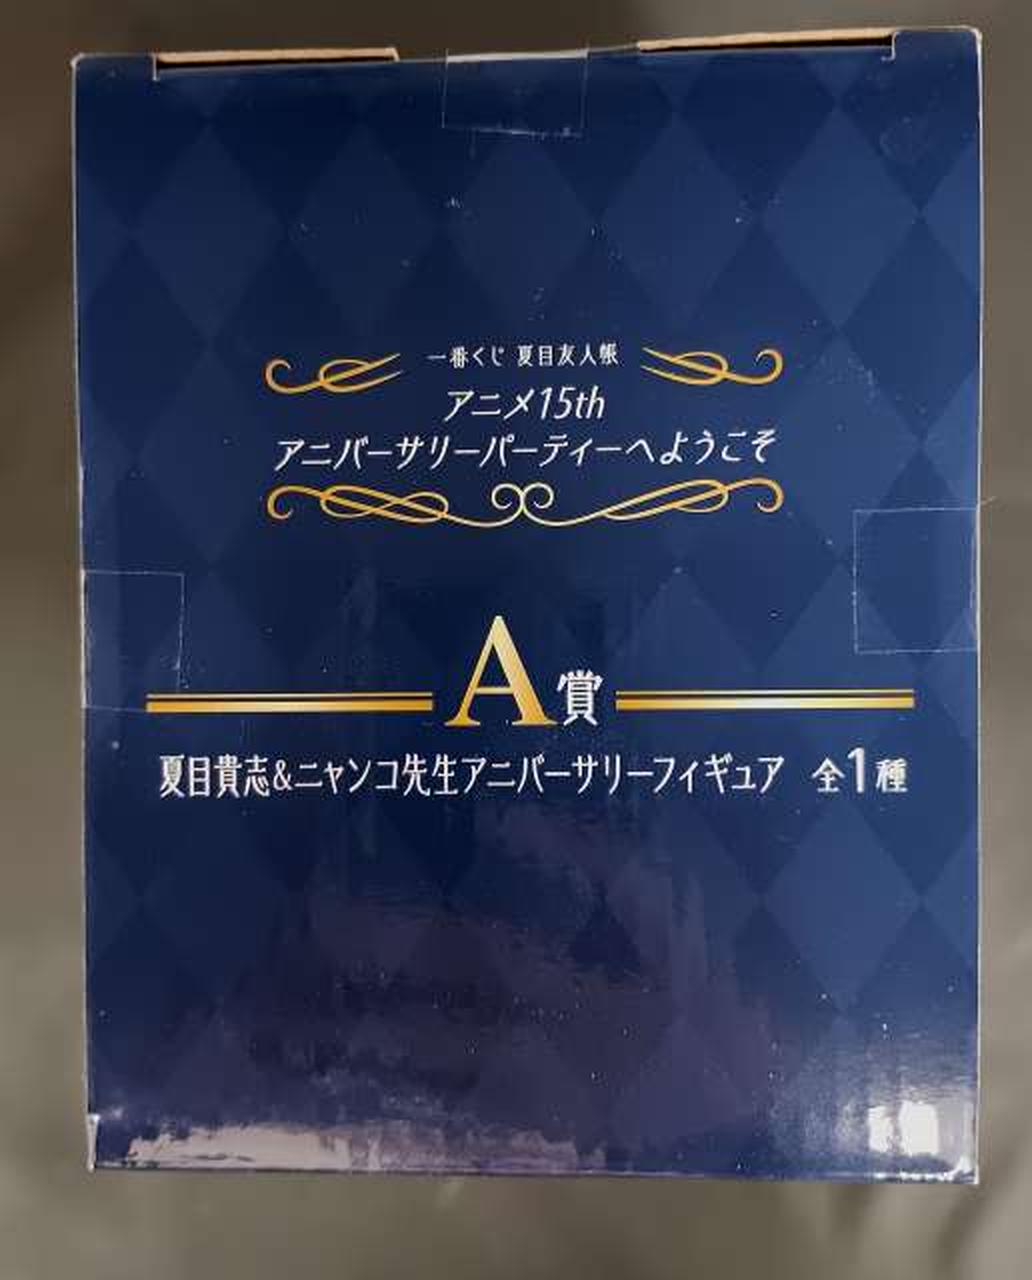 一番くじ 夏目友人帳
アニメ15th
アニバーサリーパーティーへようこそ
A賞
夏目貴志&ニャンコ先生アニバーサリーフィギュア 全1種